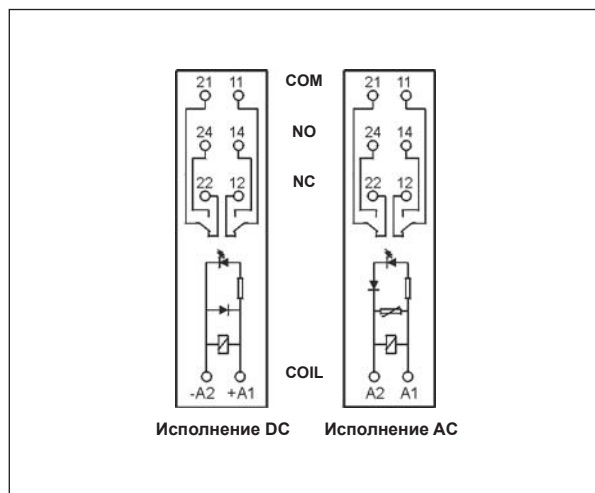 21 11 COM 21 11
24 14 NO 24 14
22 12 NC 22 12
-A2 +A1 COIL A2 A1
Исполнение DC Исполнение AC